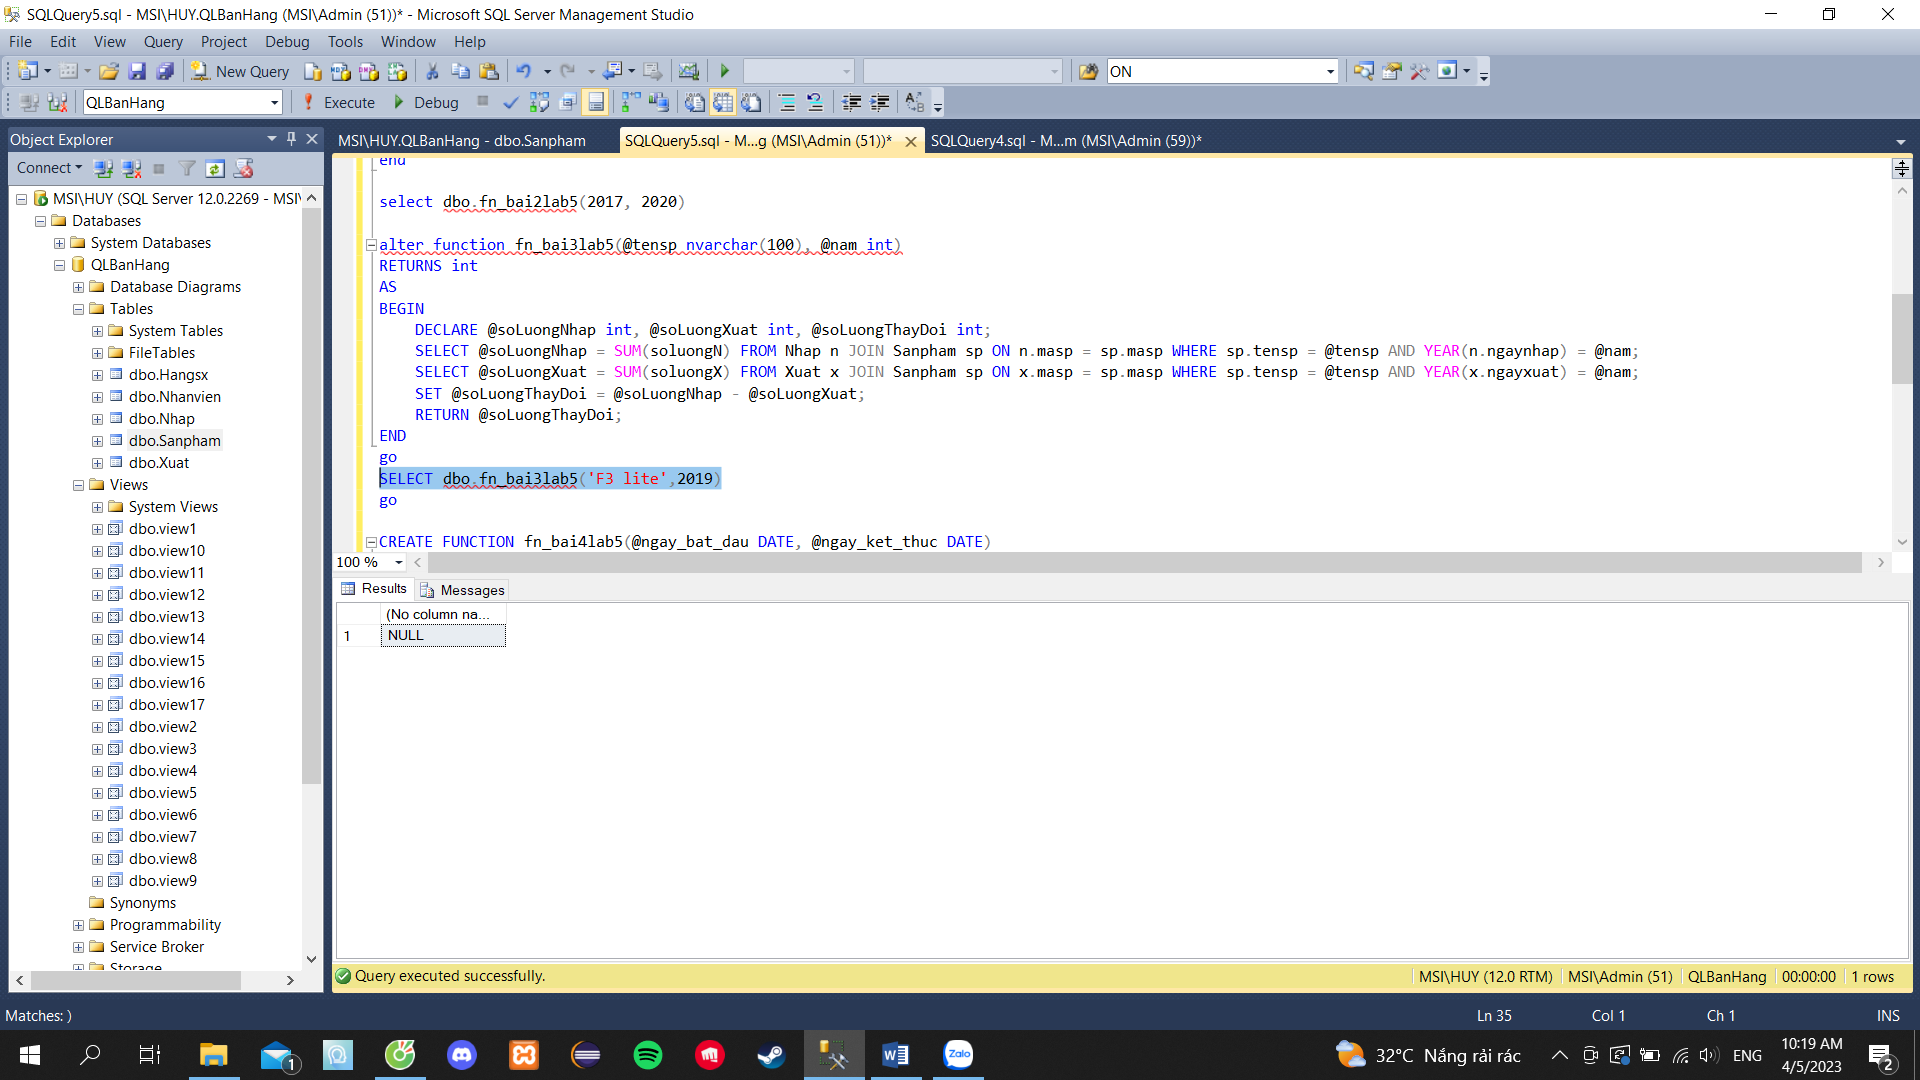 SQLQuery5.sql - MSI\HUY.QLBanHang (MSI\Admin (51))* - Microsoft SQL Server Management Studio
File Edit View Query Project Debug Tools Window Help
New Query ON
QLBanHang Execute Debug
Object Explorer
MSI\HUY.QLBanHang - dbo.Sanpham SQLQuery5.sql - M...g (MSI\Admin (51))* SQLQuery4.sql - M...m (MSI\Admin (59))*
Connect
MSI\HUY (SQL Server 12.0.2269 - MSI\
Databases
System Databases
QLBanHang
Database Diagrams
Tables
System Tables
FileTables
dbo.Hangsx
dbo.Nhanvien
dbo.Nhap
dbo.Sanpham
dbo.Xuat
Views
System Views
dbo.view1
dbo.view10
dbo.view11
dbo.view12
dbo.view13
dbo.view14
dbo.view15
dbo.view16
dbo.view17
dbo.view2
dbo.view3
dbo.view4
dbo.view5
dbo.view6
dbo.view7
dbo.view8
dbo.view9
Synonyms
Programmability
Service Broker
Storage
end
select dbo.fn_bai2lab5(2017, 2020)
alter function fn_bai3lab5(@tensp nvarchar(100), @nam int)
RETURNS int
AS
BEGIN
DECLARE @soLuongNhap int, @soLuongXuat int, @soLuongThayDoi int;
SELECT @soLuongNhap = SUM(soluongN) FROM Nhap n JOIN Sanpham sp ON n.masp = sp.masp WHERE sp.tensp = @tensp AND YEAR(n.ngaynhap) = @nam;
SELECT @soLuongXuat = SUM(soluongX) FROM Xuat x JOIN Sanpham sp ON x.masp = sp.masp WHERE sp.tensp = @tensp AND YEAR(x.ngayxuat) = @nam;
SET @soLuongThayDoi = @soLuongNhap - @soLuongXuat;
RETURN @soLuongThayDoi;
END
go
SELECT dbo.fn_bai3lab5('F3 lite',2019)
go
CREATE FUNCTION fn_bai4lab5(@ngay_bat_dau DATE, @ngay_ket_thuc DATE)
100 %
Results Messages
(No column na...
1 NULL
Query executed successfully. MSI\HUY (12.0 RTM) MSI\Admin (51) QLBanHang 00:00:00 1 rows
Matches: ) Ln 35 Col 1 Ch 1 INS
1 Zalo 32°C Nắng rải rác ENG 10:19 AM
4/5/2023 2